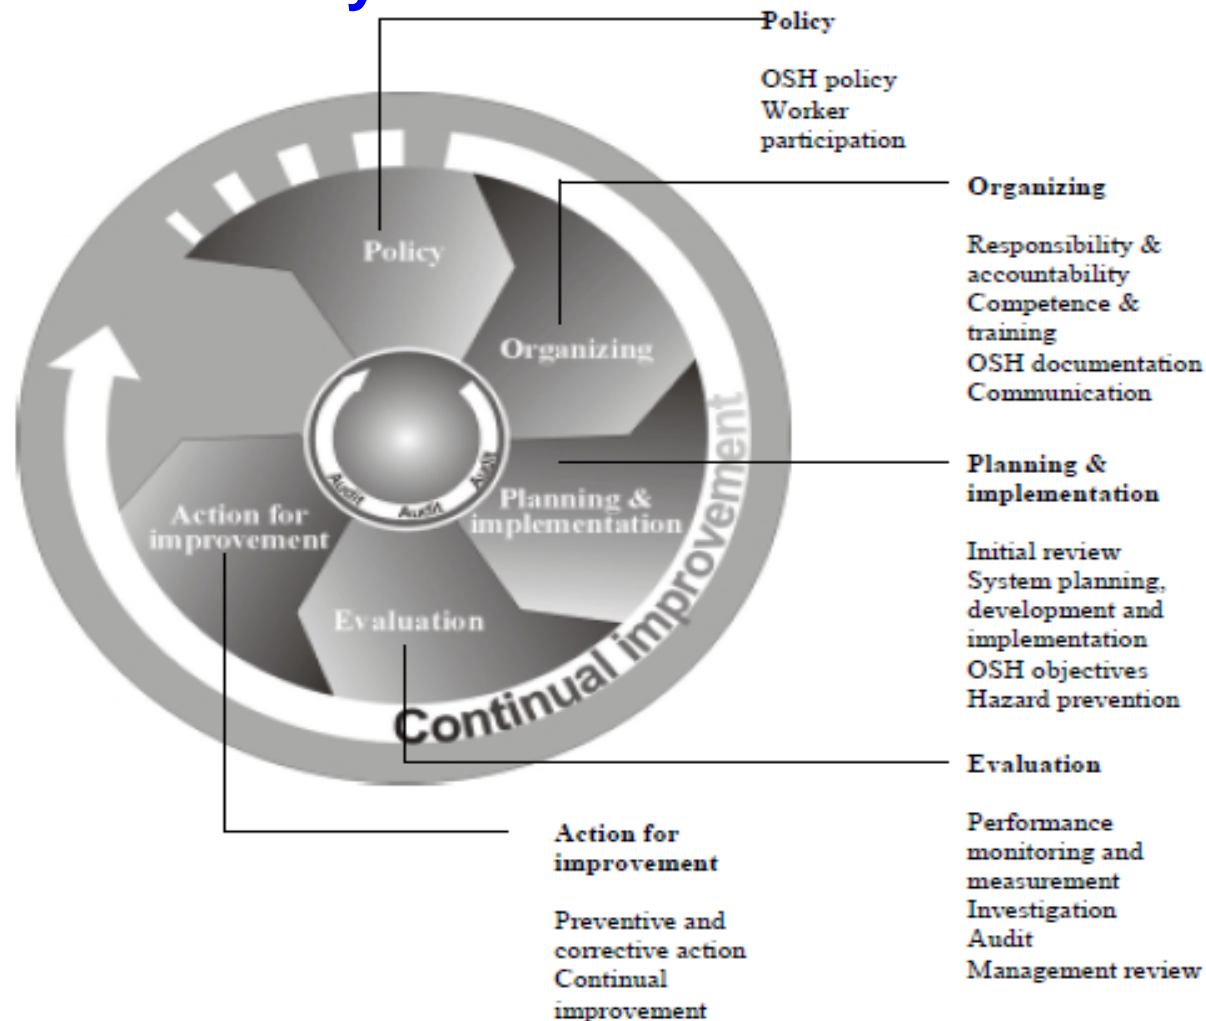 Policy
OSH policy
Worker
participation
Organizing
Responsibility &
accountability
Competence &
training
OSH documentation
Communication
Planning &
implementation
Initial review
System planning,
development and
implementation
OSH objectives
Hazard prevention
Evaluation
Performance
monitoring and
measurement
Investigation
Audit
Management review
Action for
improvement
Preventive and
corrective action
Continual
improvement
Policy
Organizing
Planning &
implementation
Evaluation
Action for
improvement
Audit
Audit
Audit
Continual improvement